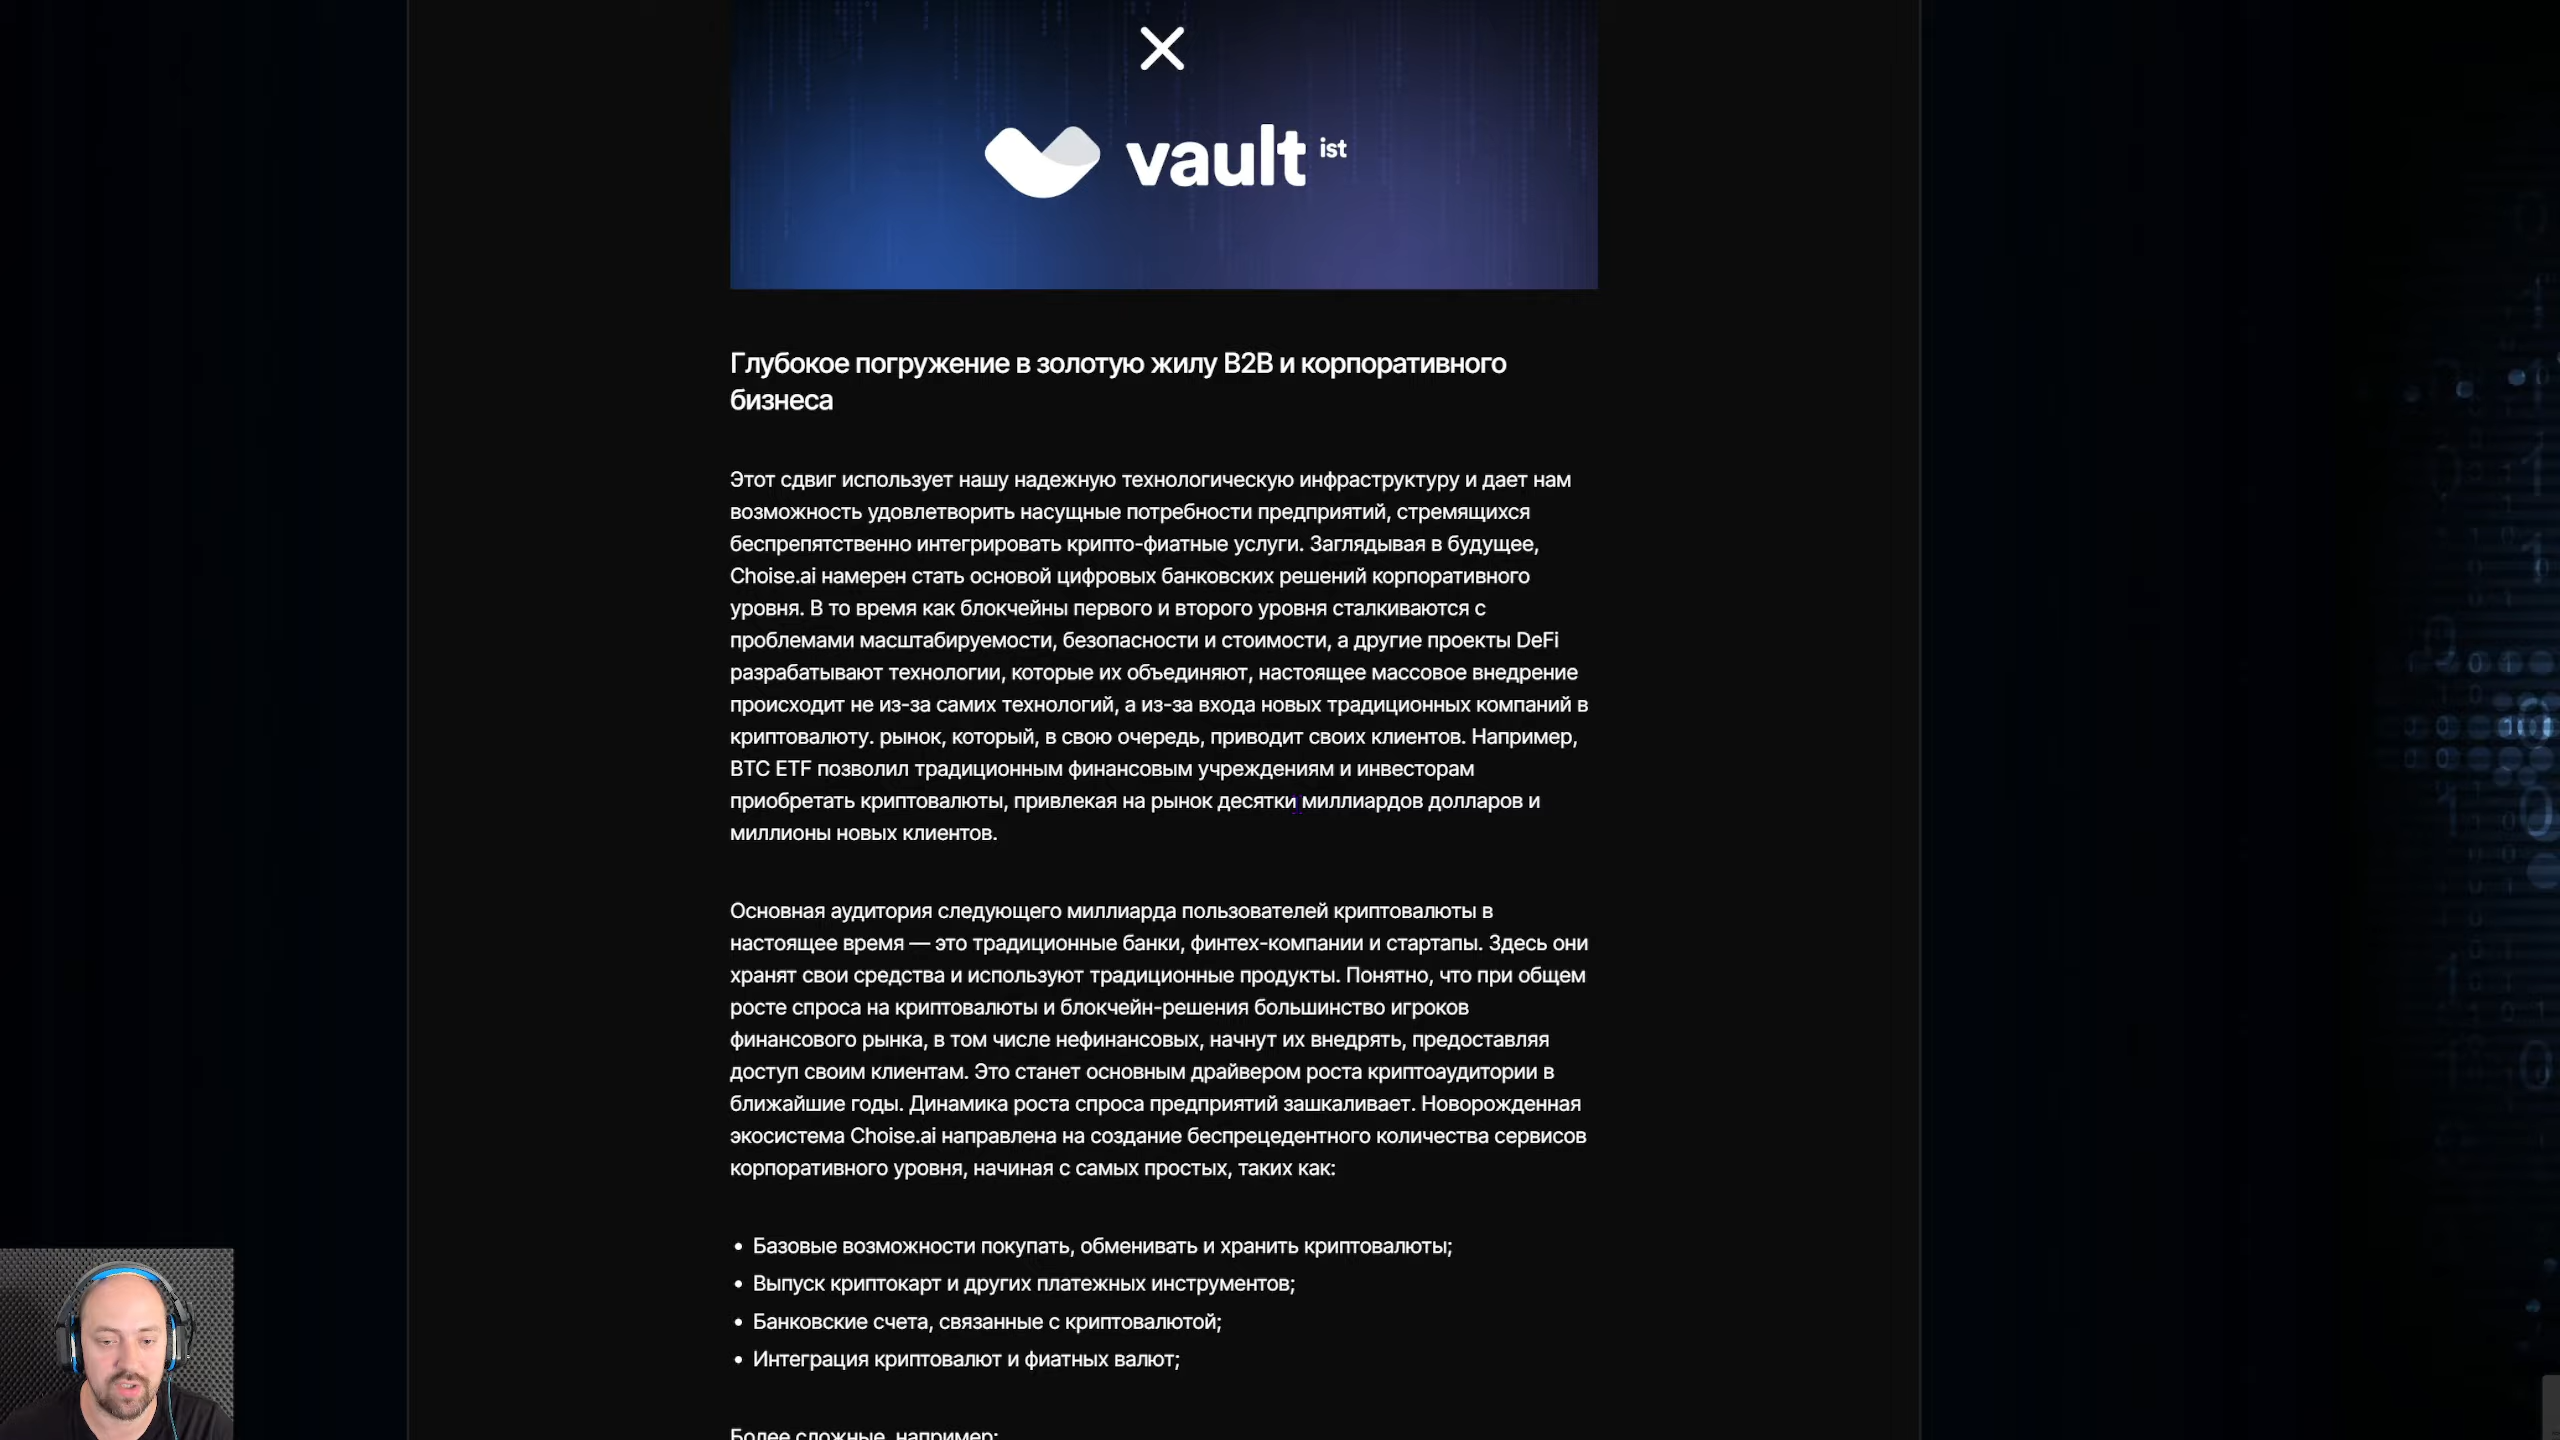 vault ist
Глубокое погружение в золотую жилу B2B и корпоративного
бизнеса
Этот сдвиг использует нашу надежную технологическую инфраструктуру и дает нам
возможность удовлетворить насущные потребности предприятий, стремящихся
беспрепятственно интегрировать крипто-фиатные услуги. Заглядывая в будущее,
Choise.ai намерен стать основой цифровых банковских решений корпоративного
уровня. В то время как блокчейны первого и второго уровня сталкиваются с
проблемами масштабируемости, безопасности и стоимости, а другие проекты DeFi
разрабатывают технологии, которые их объединяют, настоящее массовое внедрение
происходит не из-за самих технологий, а из-за входа новых традиционных компаний в
криптовалюту. рынок, который, в свою очередь, приводит своих клиентов. Например,
BTC ETF позволил традиционным финансовым учреждениям и инвесторам
приобретать криптовалюты, привлекая на рынок десятки миллиардов долларов и
миллионы новых клиентов.
Основная аудитория следующего миллиарда пользователей криптовалюты в
настоящее время — это традиционные банки, финтех-компании и стартапы. Здесь они
хранят свои средства и используют традиционные продукты. Понятно, что при общем
росте спроса на криптовалюты и блокчейн-решения большинство игроков
финансового рынка, в том числе нефинансовых, начнут их внедрять, предоставляя
доступ своим клиентам. Это станет основным драйвером роста криптоаудитории в
ближайшие годы. Динамика роста спроса предприятий зашкаливает. Новорожденная
экосистема Choise.ai направлена на создание беспрецедентного количества сервисов
корпоративного уровня, начиная с самых простых, таких как:
• Базовые возможности покупать, обменивать и хранить криптовалюты;
• Выпуск криптокарт и других платежных инструментов;
• Банковские счета, связанные с криптовалютой;
• Интеграция криптовалют и фиатных валют;
Более сложные, например: